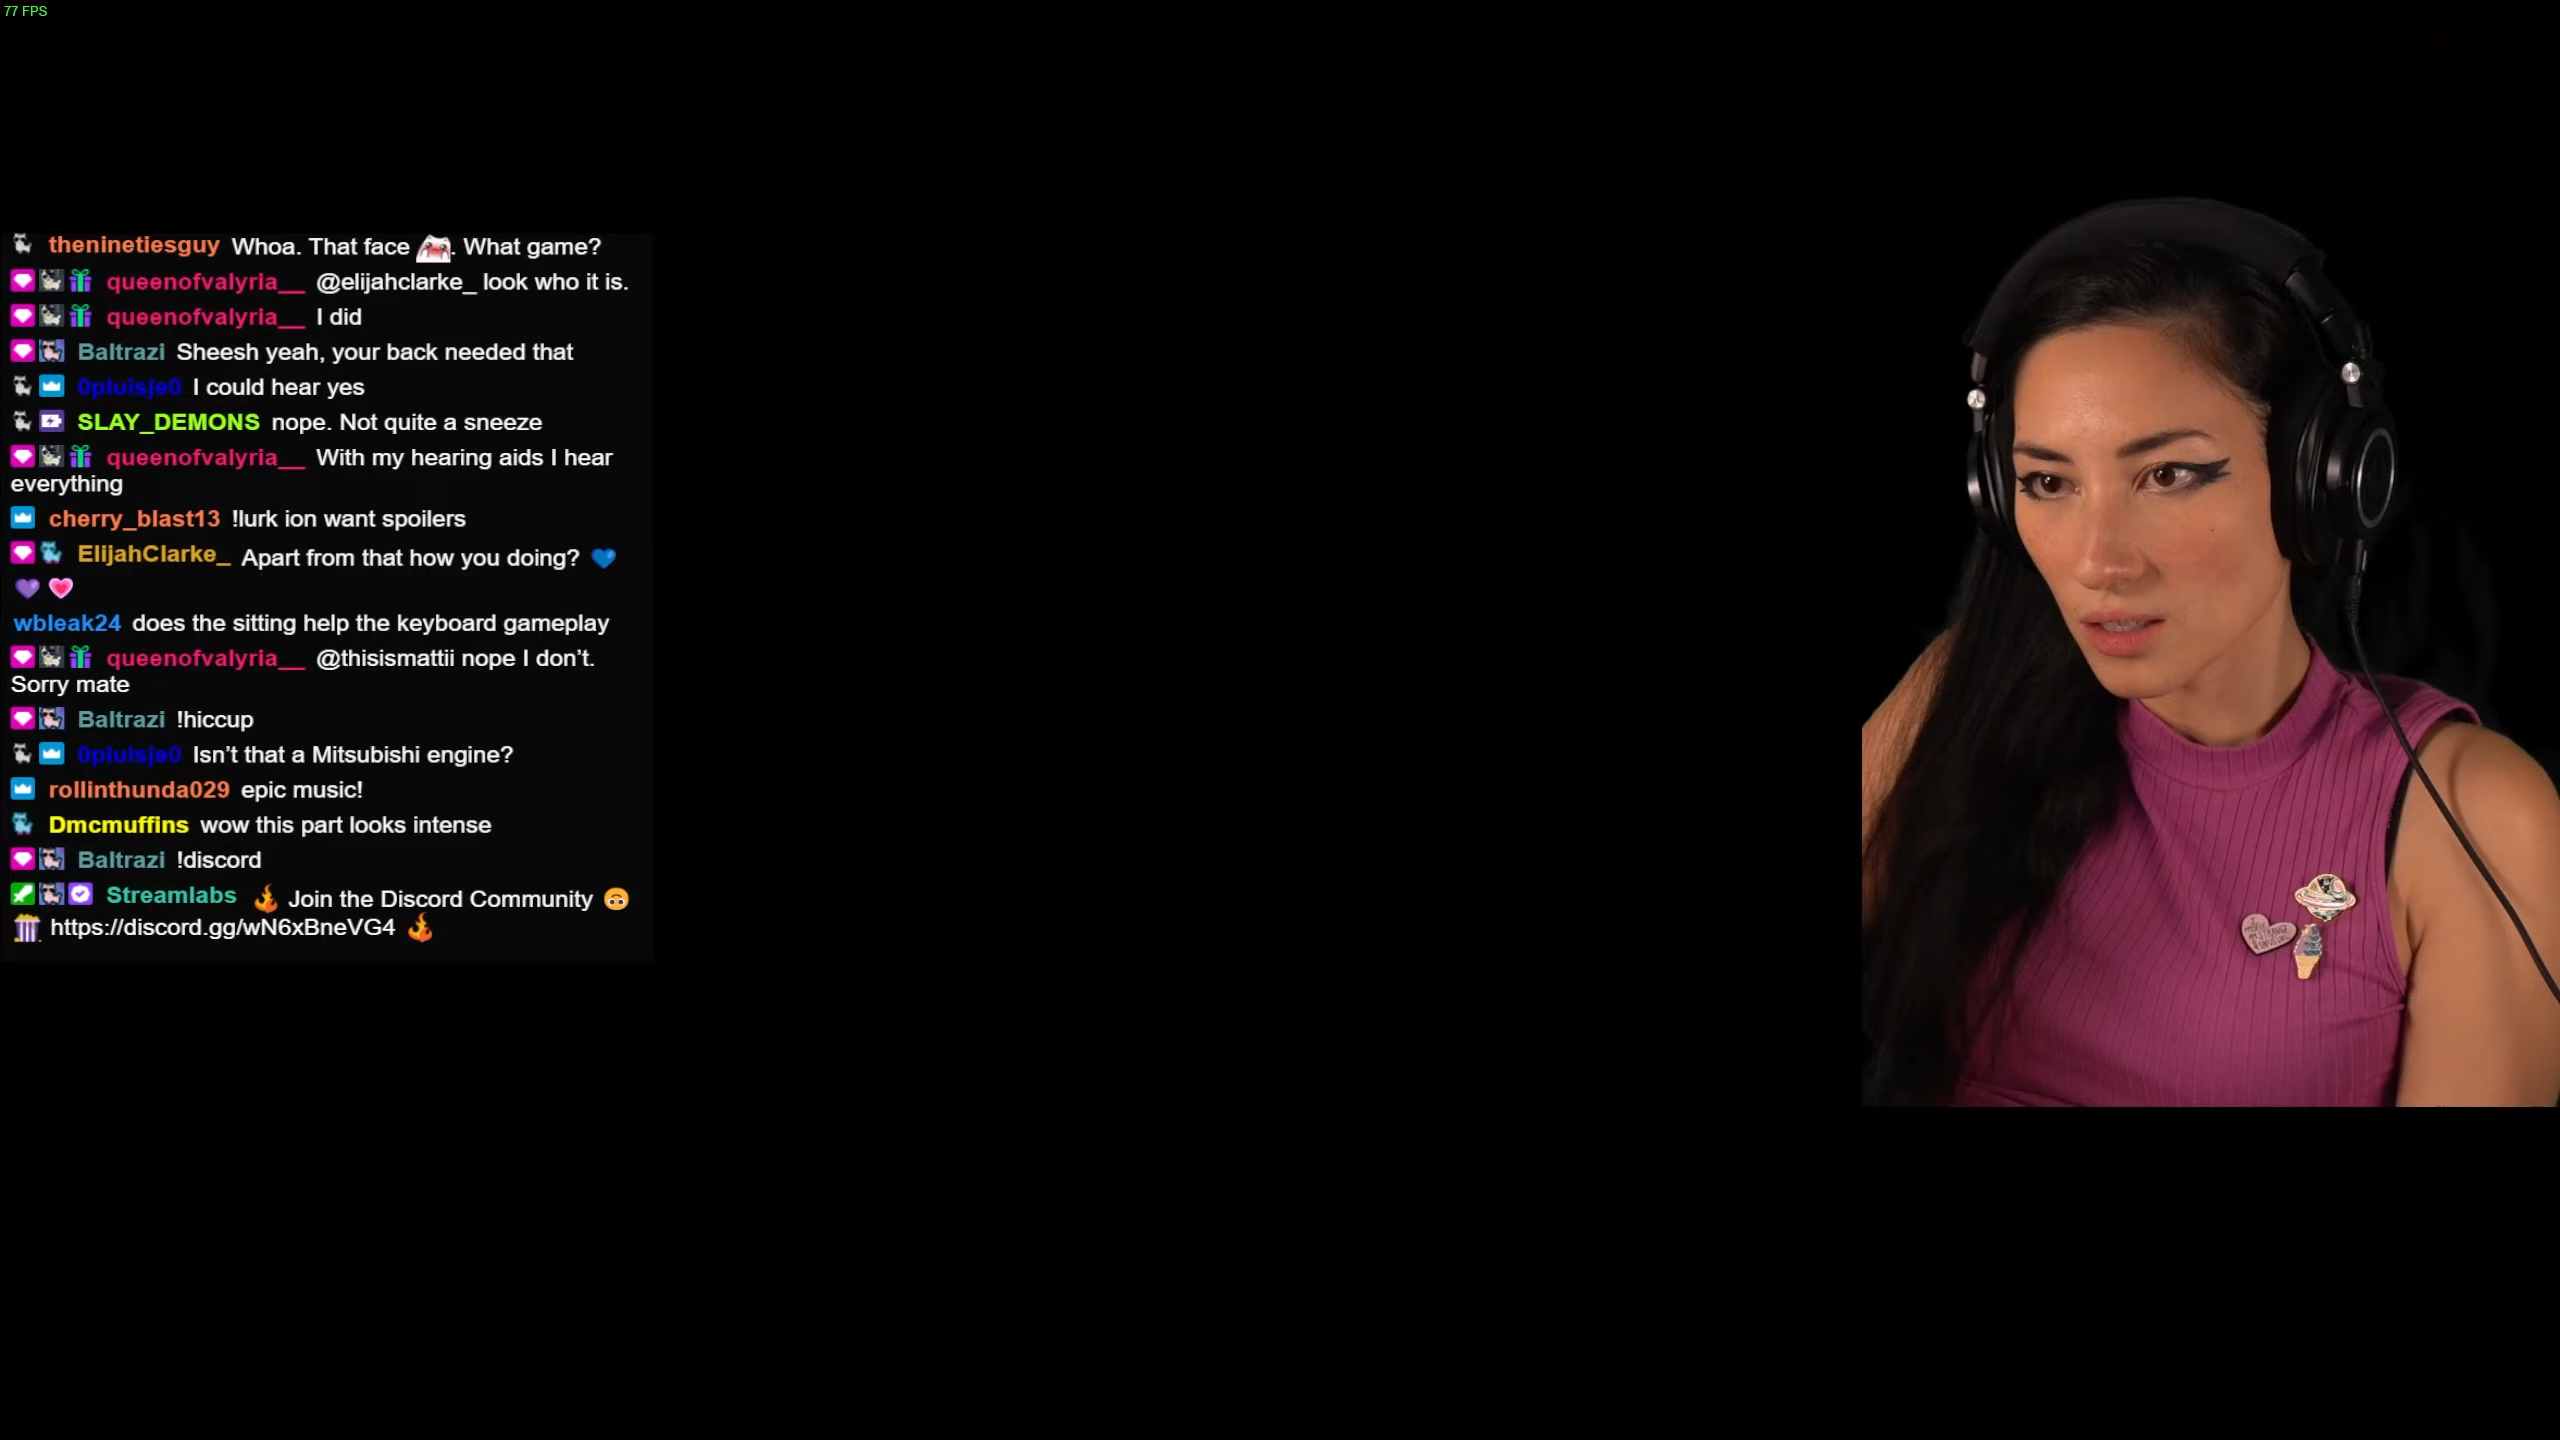 77 FPS
theninetiesguy Whoa. That face . What game?
queenofvalyria__ @elijahclarke_ look who it is.
queenofvalyria__ I did
Baltrazi Sheesh yeah, your back needed that
0pluisje0 I could hear yes
SLAY_DEMONS nope. Not quite a sneeze
queenofvalyria__ With my hearing aids I hear
everything
cherry_blast13 !lurk ion want spoilers
ElijahClarke_ Apart from that how you doing? 💙
💜 💗
wbleak24 does the sitting help the keyboard gameplay
queenofvalyria__ @thisismattii nope I don’t.
Sorry mate
Baltrazi !hiccup
0pluisje0 Isn’t that a Mitsubishi engine?
rollinthunda029 epic music!
Dmcmuffins wow this part looks intense
Baltrazi !discord
Streamlabs 🔥 Join the Discord Community 🙃
🍿 https://discord.gg/wN6xBneVG4 🔥